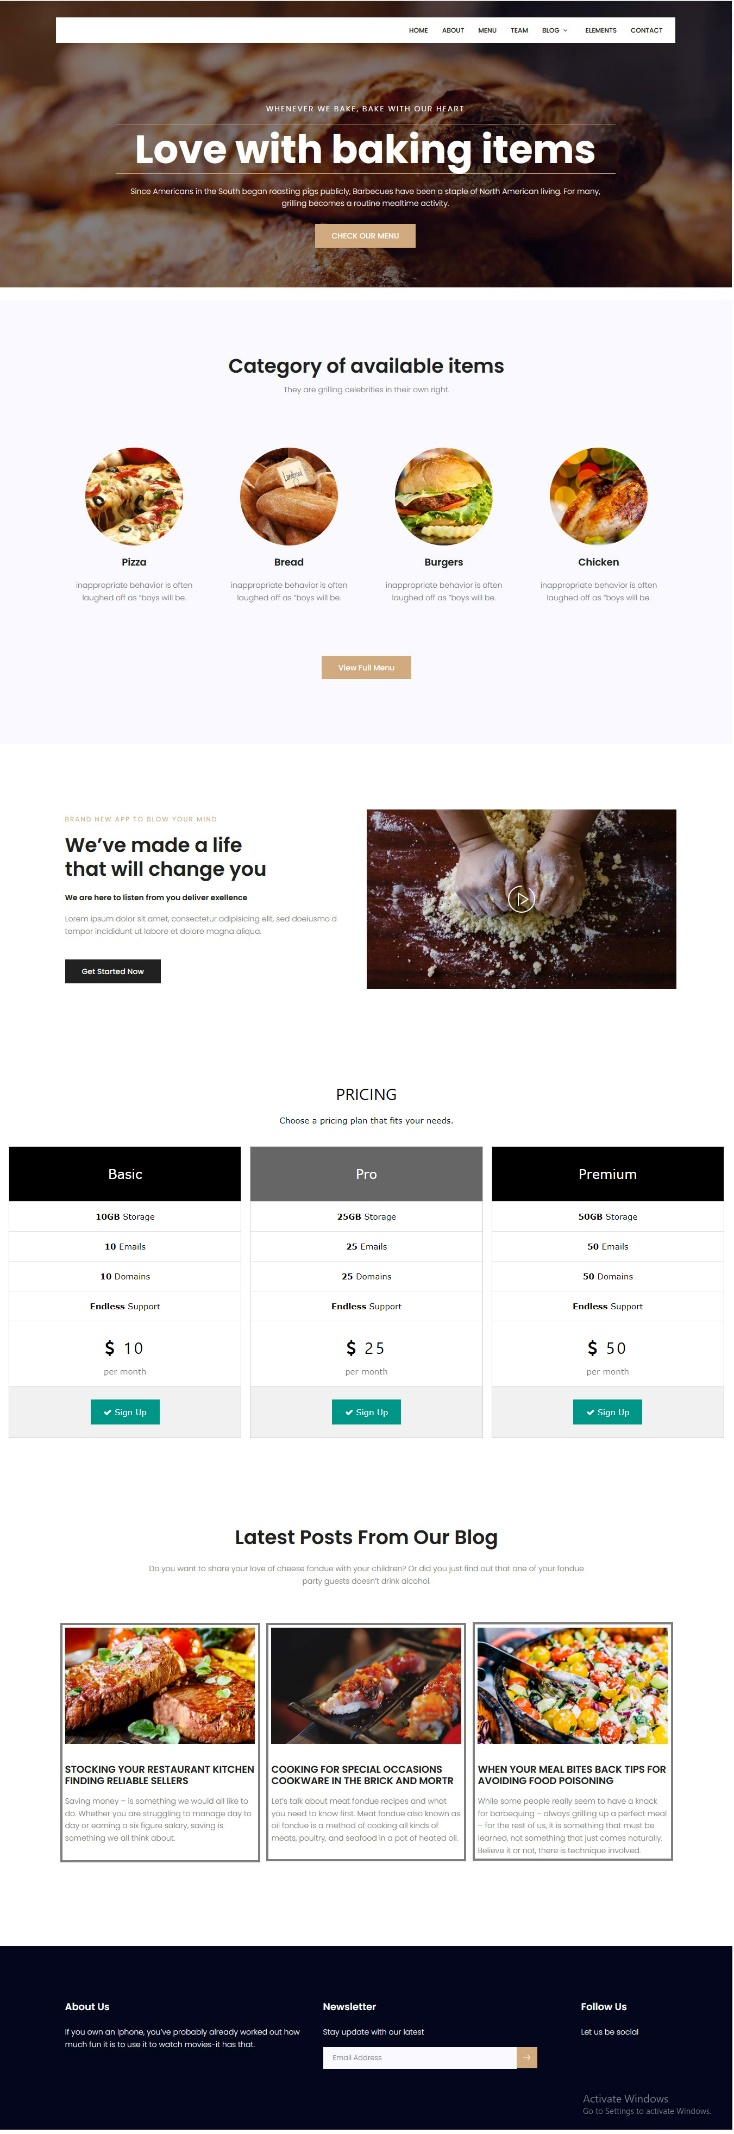 HOME ABOUT MENU TEAM BLOG ELEMENTS CONTACT
WHENEVER WE BAKE, BAKE WITH OUR HEART
Love with baking items
Since Americans in the South began roasting pigs publicly, Barbecues have been a staple of North American living. For many,
grilling becomes a routine mealtime activity.
CHECK OUR MENU
Category of available items
They are grilling celebrities in their own right.
Pizza
inappropriate behavior is often
laughed off as "boys will be.
Bread
inappropriate behavior is often
laughed off as "boys will be.
Burgers
inappropriate behavior is often
laughed off as "boys will be.
Chicken
inappropriate behavior is often
laughed off as "boys will be.
View Full Menu
BRAND NEW APP TO BLOW YOUR MIND
We've made a life
that will change you
We are here to listen from you deliver exellence
Lorem ipsum dolor sit amet, consectetur adipisicing elit, sed doeiusmo d
tempor incididunt ut labore et dolore magna aliqua.
Get Started Now
PRICING
Choose a pricing plan that fits your needs.
Basic
10GB Storage
10 Emails
10 Domains
Endless Support
$ 10
per month
Sign Up
Pro
25GB Storage
25 Emails
25 Domains
Endless Support
$ 25
per month
Sign Up
Premium
50GB Storage
50 Emails
50 Domains
Endless Support
$ 50
per month
Sign Up
Latest Posts From Our Blog
Do you want to share your love of cheese fondue with your children? Or did you just find out that one of your fondue
party guests doesn't drink alcohol.
STOCKING YOUR RESTAURANT KITCHEN
FINDING RELIABLE SELLERS
Saving money – is something we would all like to
do. Whether you are struggling to manage day to
day or earning a six figure salary, saving is
something we all think about.
COOKING FOR SPECIAL OCCASIONS
COOKWARE IN THE BRICK AND MORTR
Let's talk about meat fondue recipes and what
you need to know first. Meat fondue also known as
oil fondue is a method of cooking all kinds of
meats, poultry, and seafood in a pot of heated oil.
WHEN YOUR MEAL BITES BACK TIPS FOR
AVOIDING FOOD POISONING
While some people really seem to have a knack
for barbequing – always grilling up a perfect meal
– for the rest of us, it is something that must be
learned, not something that just comes naturally.
Believe it or not, there is technique involved.
About Us
If you own an Iphone, you've probably already worked out how
much fun it is to use it to watch movies-it has that.
Newsletter
Stay update with our latest
Email Address
Follow Us
Let us be social
Activate Windows
Go to Settings to activate Windows.